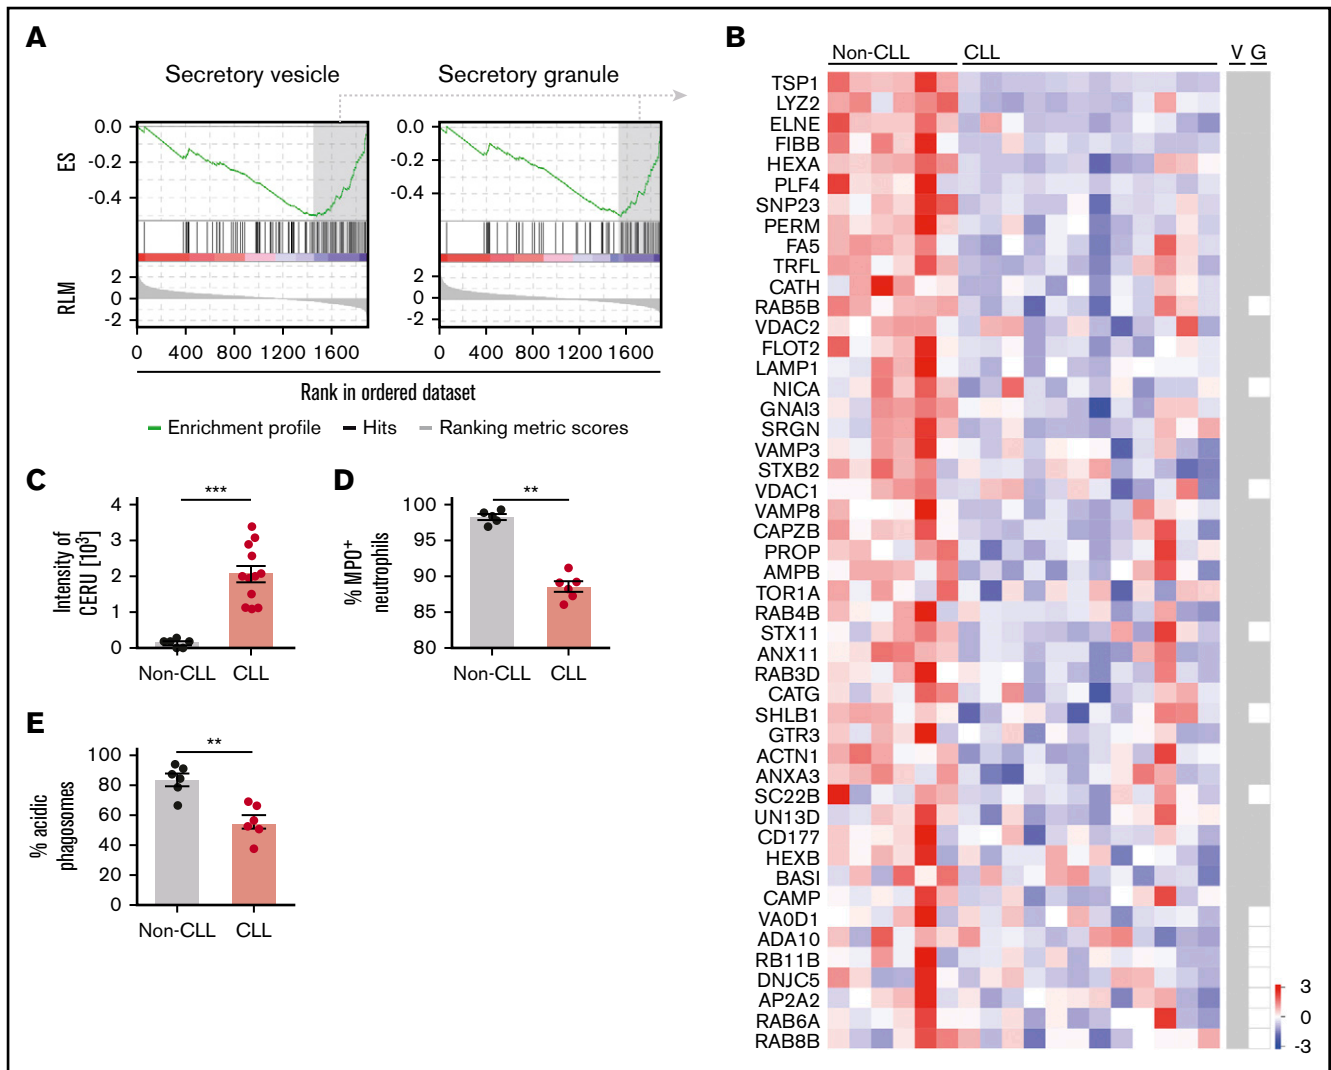 A
Secretory vesicle
Secretory granule
ES
0.0
-0.2
-0.4
0.0
-0.2
-0.4
RLM
2
0
-2
2
0
-2
0 400 800 1200 1600
0 400 800 1200 1600
Rank in ordered dataset
Enrichment profile Hits Ranking metric scores
B
Non-CLL CLL V G
TSP1
LYZ2
ELNE
FIBB
HEXA
PLF4
SNP23
PERM
FA5
TRFL
CATH
RAB5B
VDAC2
FLOT2
LAMP1
NICA
GNAI3
SRGN
VAMP3
STXB2
VDAC1
VAMP8
CAPZB
PROP
AMPB
TOR1A
RAB4B
STX11
ANX11
RAB3D
CATG
SHLB1
GTR3
ACTN1
ANXA3
SC22B
UN13D
CD177
HEXB
BASI
CAMP
VA0D1
ADA10
RB11B
DNJC5
AP2A2
RAB6A
RAB8B
3
0
-3
C
Intensity of
CERU [10³]
4
3
2
1
0
***
Non-CLL CLL
D
% MPO⁺
neutrophils
100
95
90
85
80
**
Non-CLL CLL
E
% acidic
phagosomes
100
80
60
40
20
0
**
Non-CLL CLL